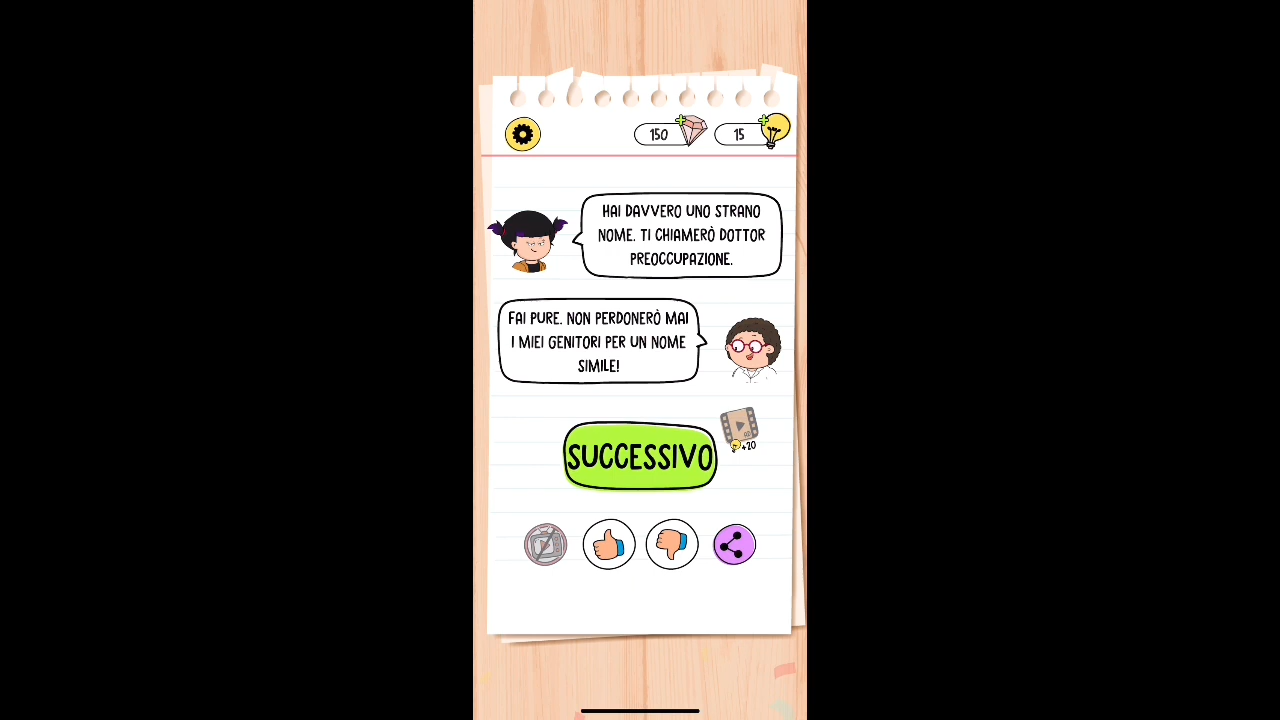 150
15
HAI DAVVERO UNO STRANO
NOME. TI CHIAMERÒ DOTTOR
PREOCCUPAZIONE.
FAI PURE. NON PERDONERÒ MAI
I MIEI GENITORI PER UN NOME
SIMILE!
+20
SUCCESSIVO